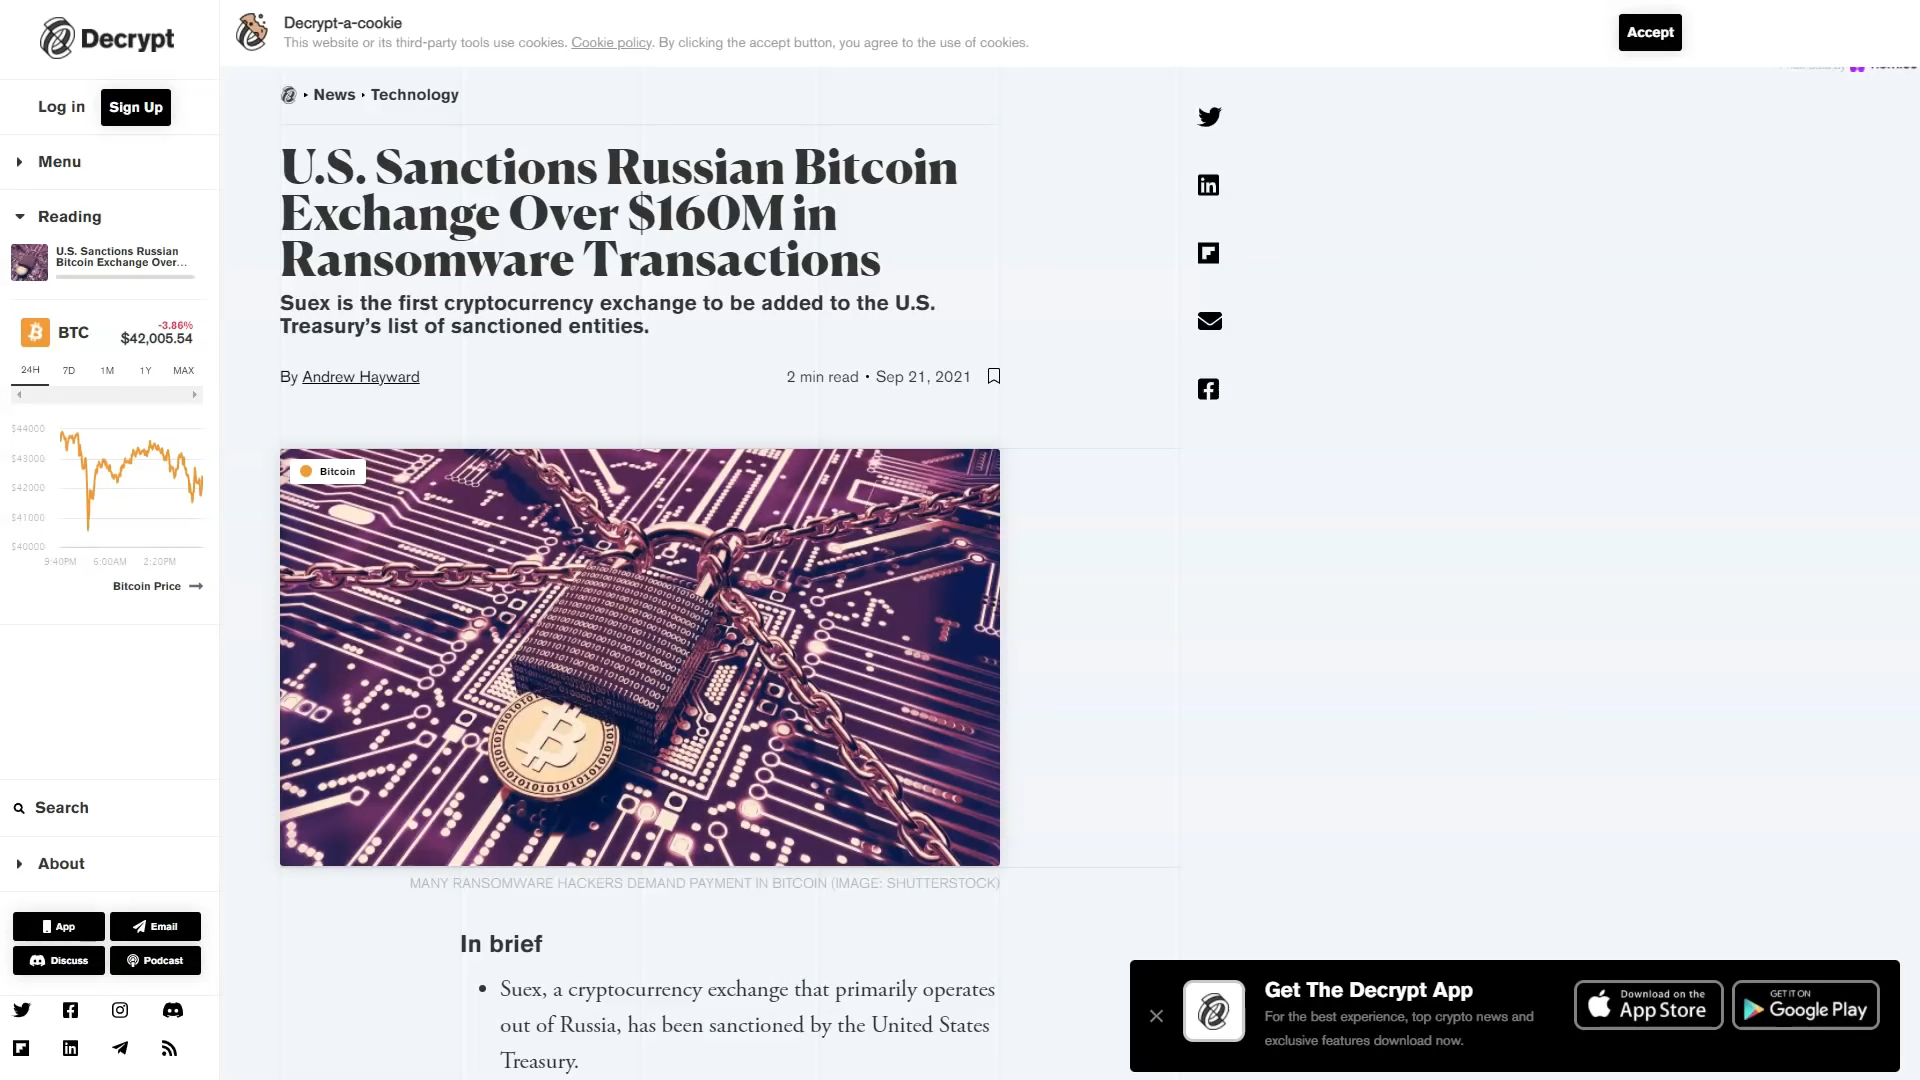 Decrypt
Log in
Sign Up
Menu
Reading
U.S. Sanctions Russian
Bitcoin Exchange Over...
BTC
-3.86%
$42,005.54
24H 7D 1M 1Y MAX
$44000
$43000
$42000
$41000
$40000
9:40PM 6:00AM 2:20PM
Bitcoin Price
Search
About
App
Email
Discuss
Podcast
Decrypt-a-cookie
This website or its third-party tools use cookies. Cookie policy. By clicking the accept button, you agree to the use of cookies.
Accept
News
Technology
U.S. Sanctions Russian Bitcoin
Exchange Over $160M in
Ransomware Transactions
Suex is the first cryptocurrency exchange to be added to the U.S.
Treasury’s list of sanctioned entities.
By Andrew Hayward
2 min read • Sep 21, 2021
Bitcoin
MANY RANSOMWARE HACKERS DEMAND PAYMENT IN BITCOIN (IMAGE: SHUTTERSTOCK)
In brief
• Suex, a cryptocurrency exchange that primarily operates
out of Russia, has been sanctioned by the United States
Treasury.
Get The Decrypt App
For the best experience, top crypto news and
exclusive features download now.
Download on the
App Store
GET IT ON
Google Play